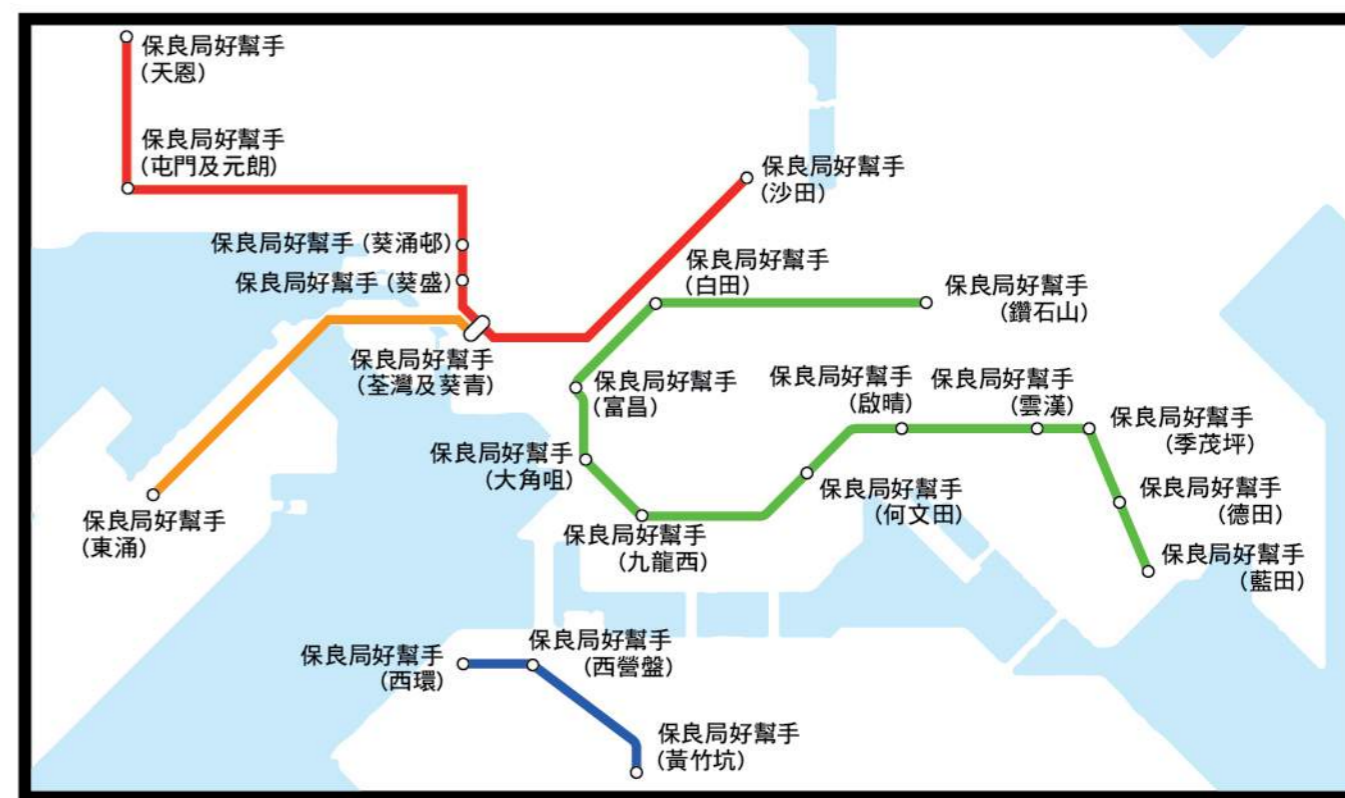 保良局好幫手
(天恩)
保良局好幫手
(屯門及元朗)
保良局好幫手
(沙田)
保良局好幫手 (葵涌邨)
保良局好幫手 (葵盛)
保良局好幫手
(白田)
保良局好幫手
(鑽石山)
保良局好幫手
(荃灣及葵青)
保良局好幫手
(富昌)
保良局好幫手
(啟晴)
保良局好幫手
(雲漢)
保良局好幫手
(季茂坪)
保良局好幫手
(大角咀)
保良局好幫手
(何文田)
保良局好幫手
(德田)
保良局好幫手
(東涌)
保良局好幫手
(九龍西)
保良局好幫手
(藍田)
保良局好幫手
(西環)
保良局好幫手
(西營盤)
保良局好幫手
(黃竹坑)